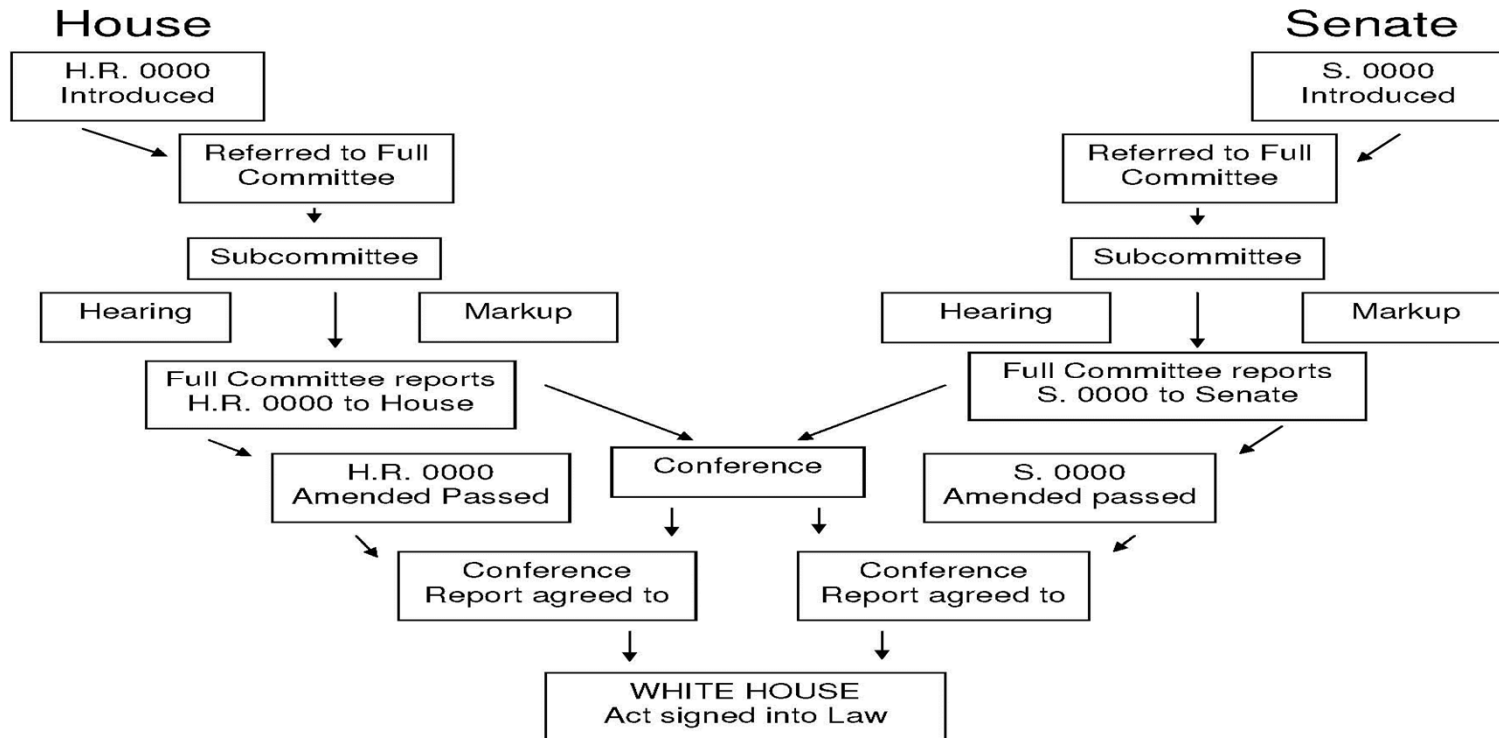 House
Senate
H.R. 0000
Introduced
S. 0000
Introduced
Referred to Full
Committee
Referred to Full
Committee
Subcommittee
Subcommittee
Hearing
Markup
Hearing
Markup
Full Committee reports
H.R. 0000 to House
Full Committee reports
S. 0000 to Senate
H.R. 0000
Amended Passed
Conference
S. 0000
Amended passed
Conference
Report agreed to
Conference
Report agreed to
WHITE HOUSE
Act signed into Law